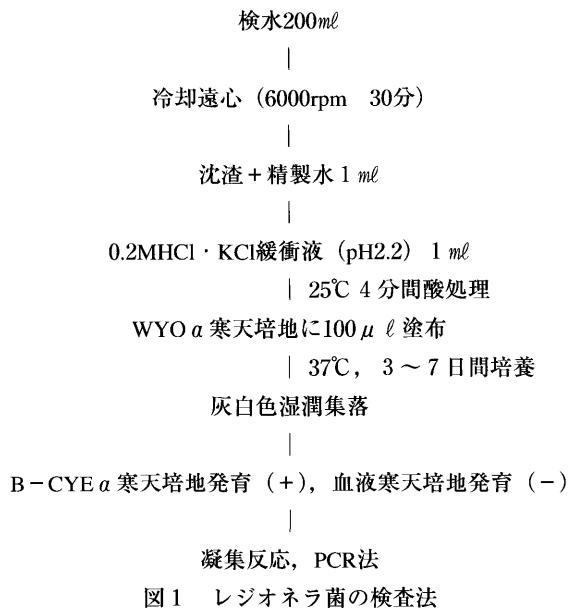 検水200㎖
冷却遠心（6000rpm　30分）
沈渣＋精製水1㎖
0.2MHCl・KCl緩衝液（pH2.2）1㎖
25℃ 4分間酸処理
WYOα寒天培地に100μℓ塗布
37℃，3～7日間培養
灰白色湿潤集落
B－CYEα寒天培地発育（＋），血液寒天培地発育（－）
凝集反応，PCR法
図1　レジオネラ菌の検査法